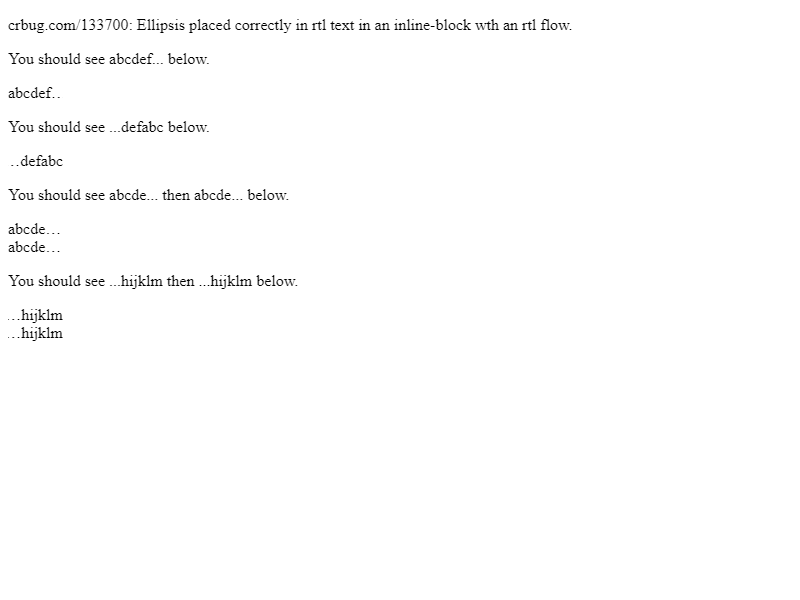 crbug.com/133700: Ellipsis placed correctly in rtl text in an inline-block wth an rtl flow.
You should see abcdef... below.
abcdef..
You should see ...defabc below.
..defabc
You should see abcde... then abcde... below.
abcde...
abcde...
You should see ...hijklm then ...hijklm below.
...hijklm
...hijklm